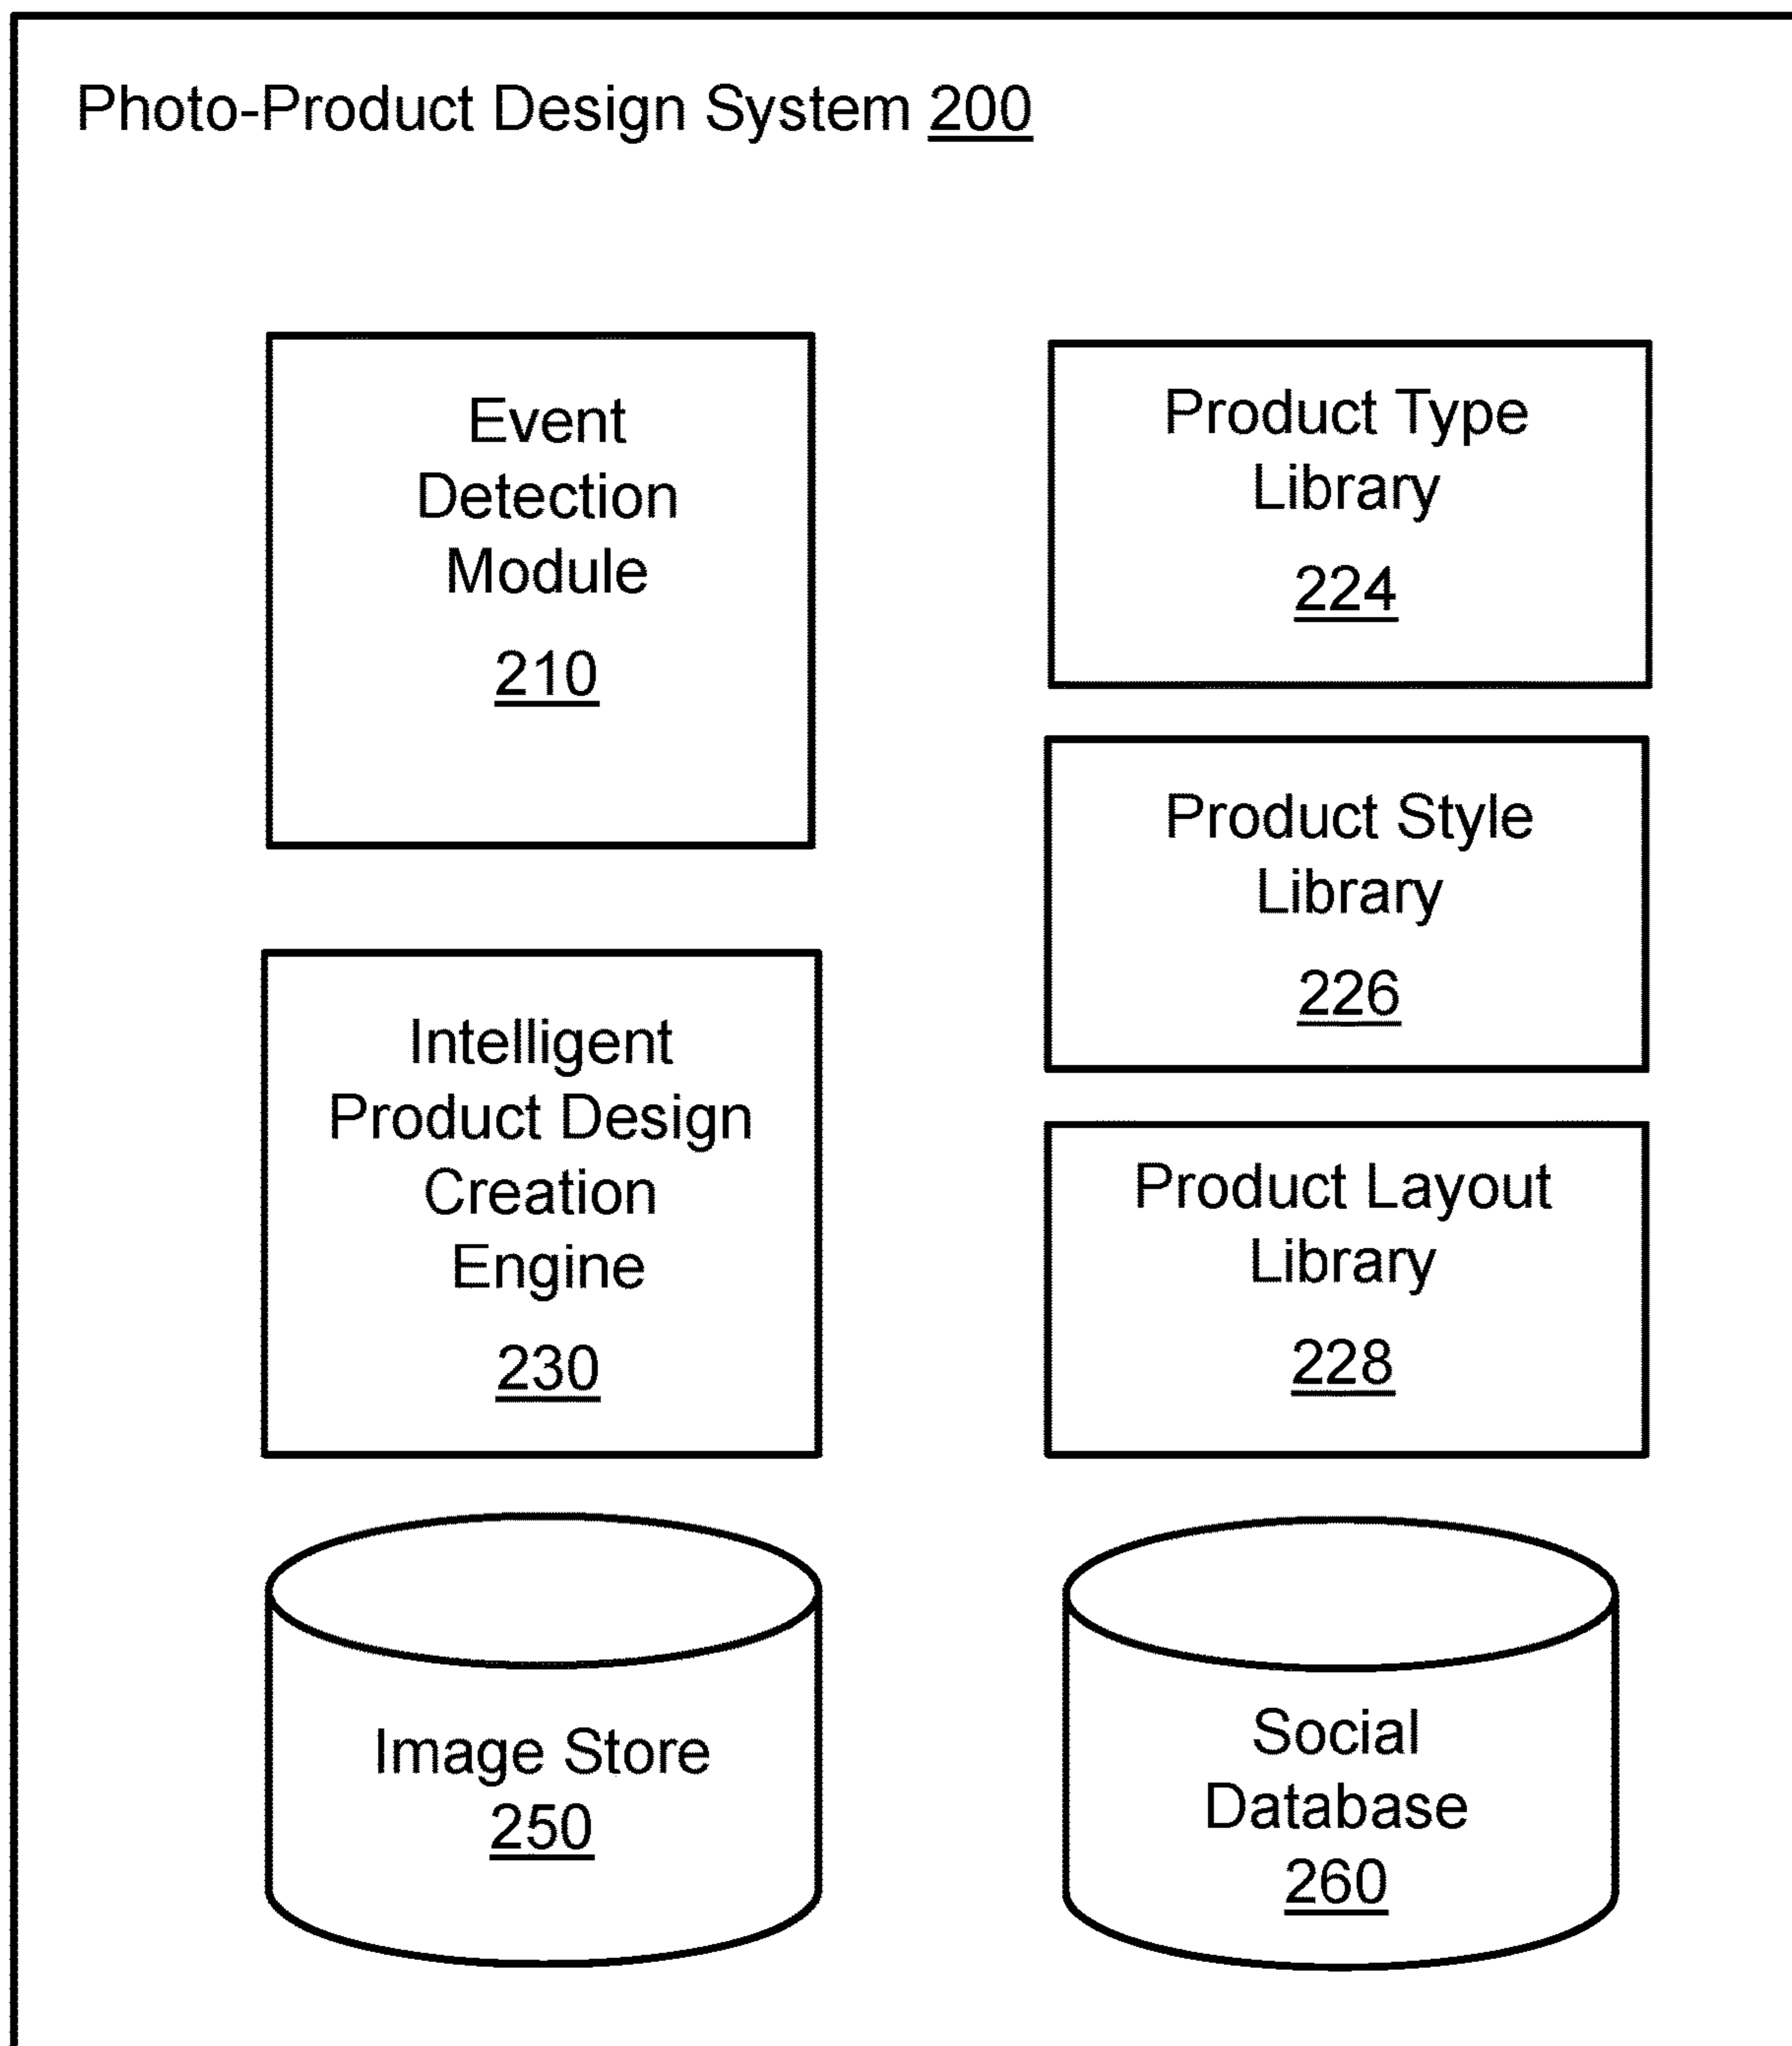 Photo-Product Design System 200
Event
Detection
Module
210
Intelligent
Product Design
Creation
Engine
230
Image Store
250
Product Type
Library
224
Product Style
Library
226
Product Layout
Library
228
Social
Database
260